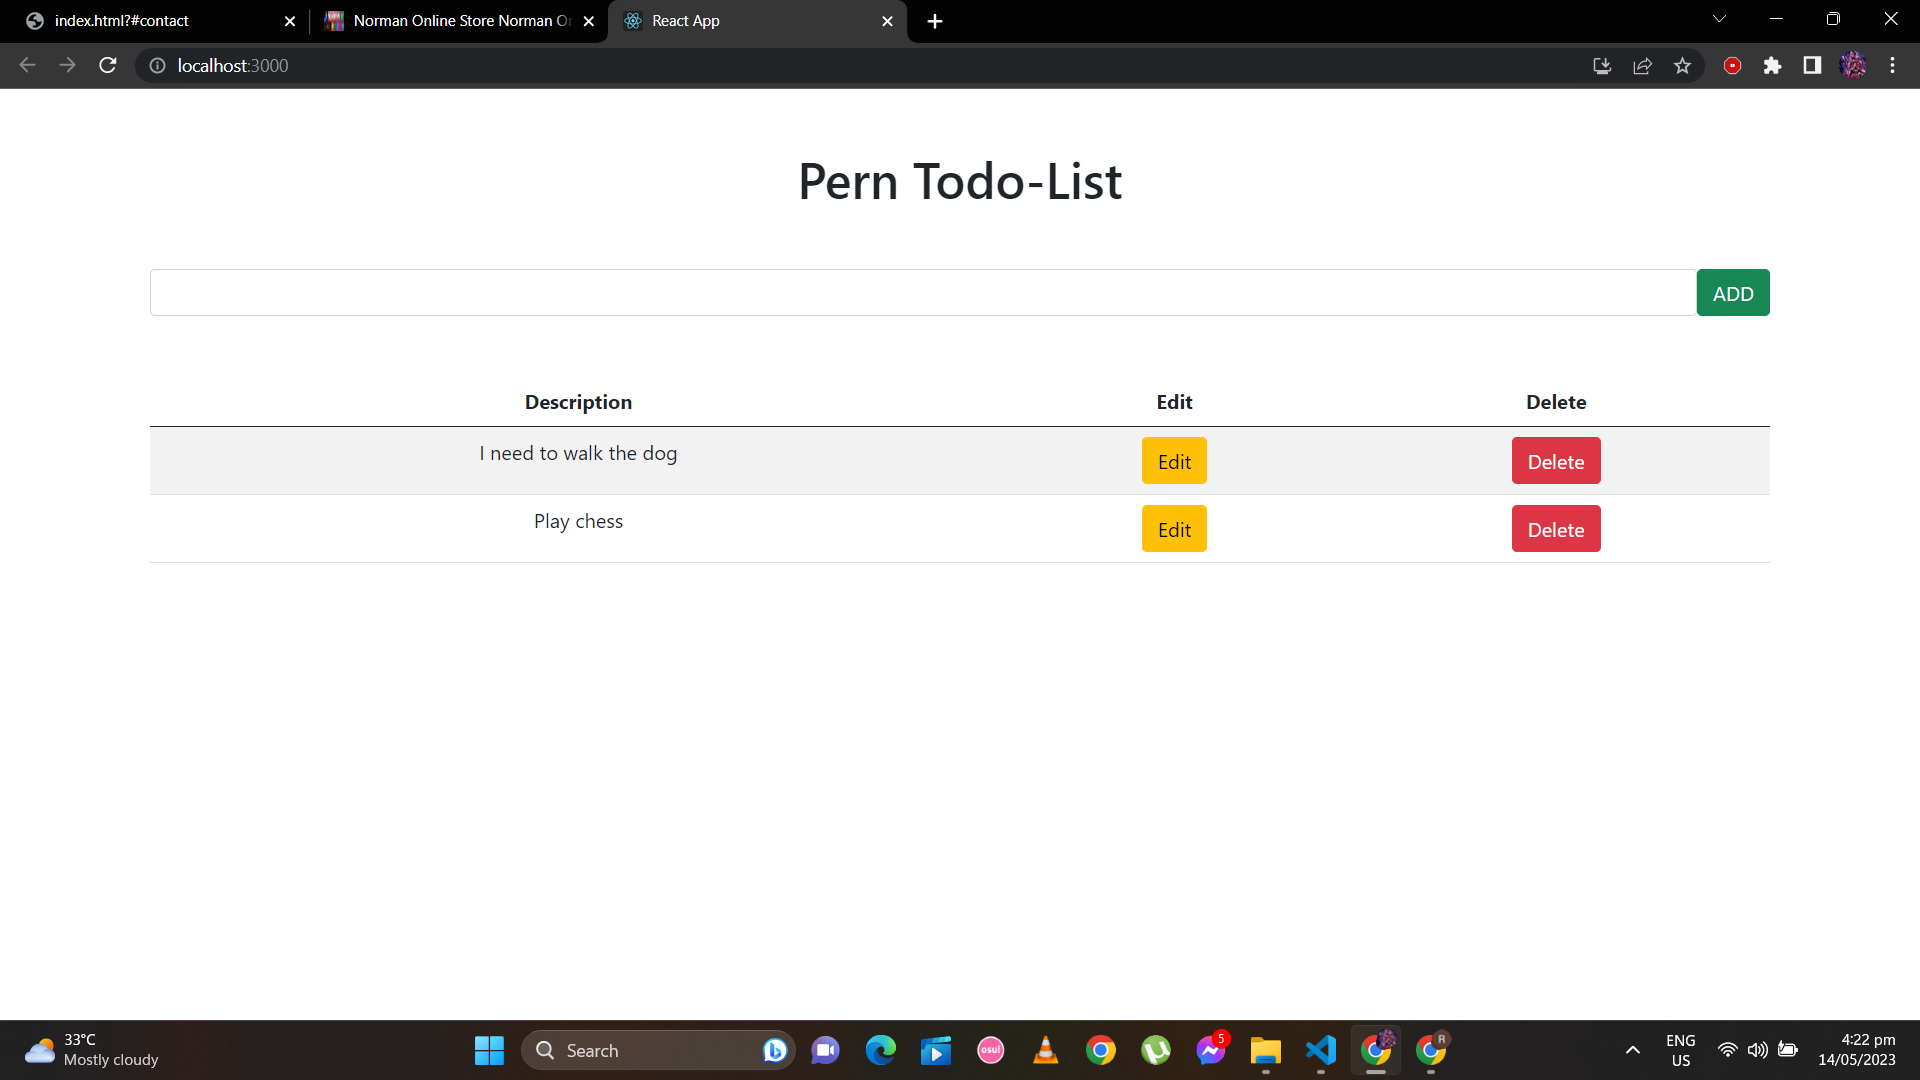 index.html?#contact
Norman Online Store Norman Or
React App
localhost:3000
Pern Todo-List
ADD
Description Edit Delete
I need to walk the dog Edit Delete
Play chess Edit Delete
33°C
Mostly cloudy
Search
osu!
5
R
ENG
US
4:22 pm
14/05/2023